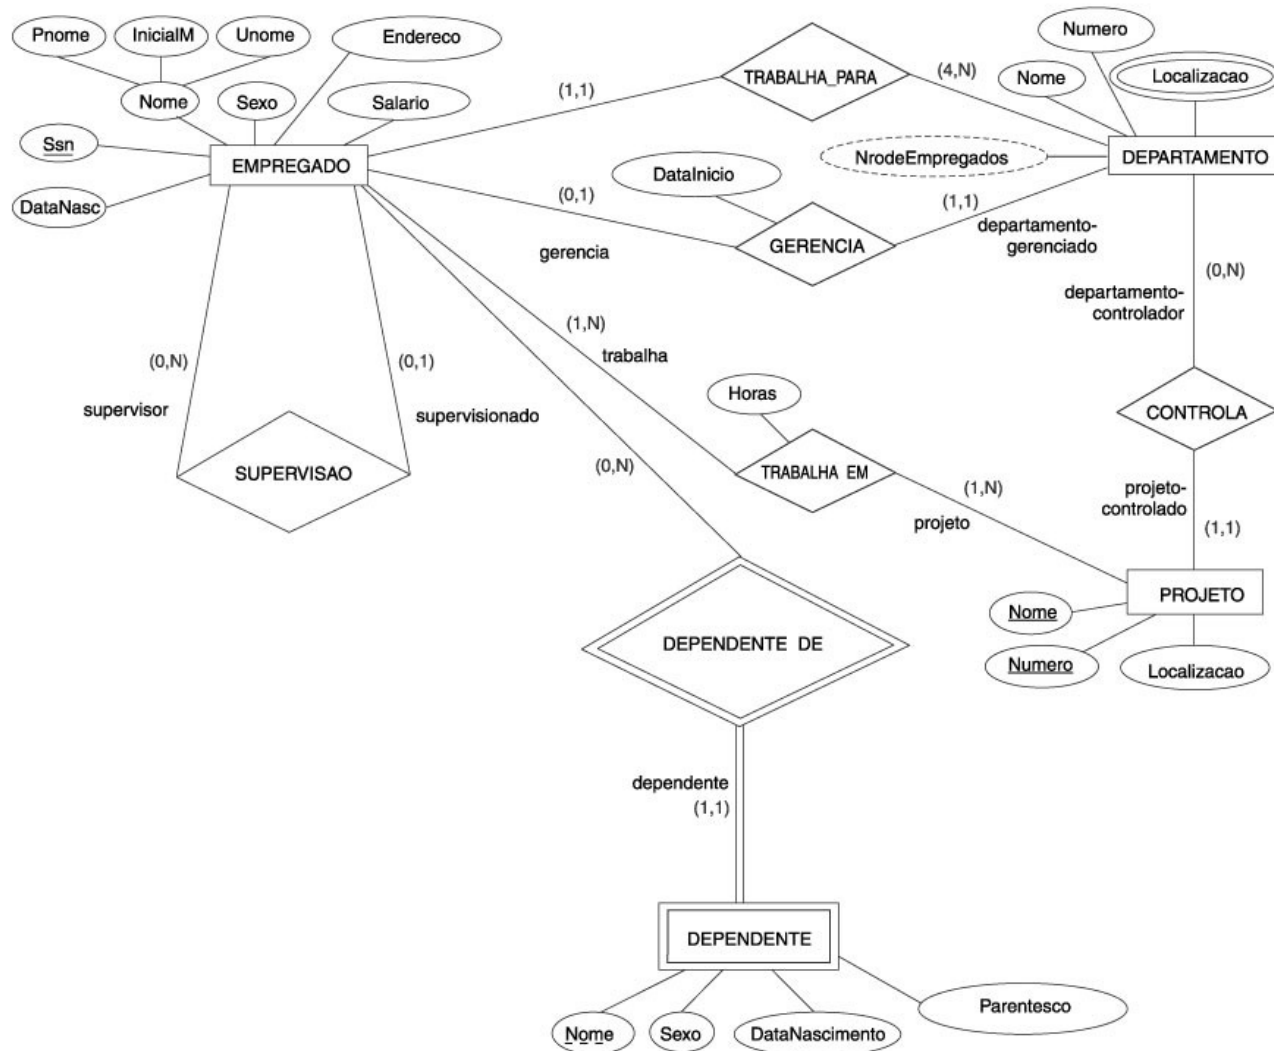 Pnome
InicialM
Unome
Endereco
Nome
Sexo
Salario
Ssn
EMPREGADO
DataNasc
(1,1)
TRABALHA_PARA
(4,N)
Numero
Nome
Localizacao
NrodeEmpregados
DEPARTAMENTO
DataInicio
(0,1)
gerencia
GERENCIA
(1,1)
departamento-
gerenciado
(0,N)
departamento-
controlador
CONTROLA
projeto-
controlado
(1,1)
(0,N)
supervisor
(0,1)
supervisionado
SUPERVISAO
(1,N)
trabalha
Horas
TRABALHA EM
(1,N)
projeto
PROJETO
Nome
Numero
Localizacao
(0,N)
DEPENDENTE DE
dependente
(1,1)
DEPENDENTE
Nome
Sexo
DataNascimento
Parentesco